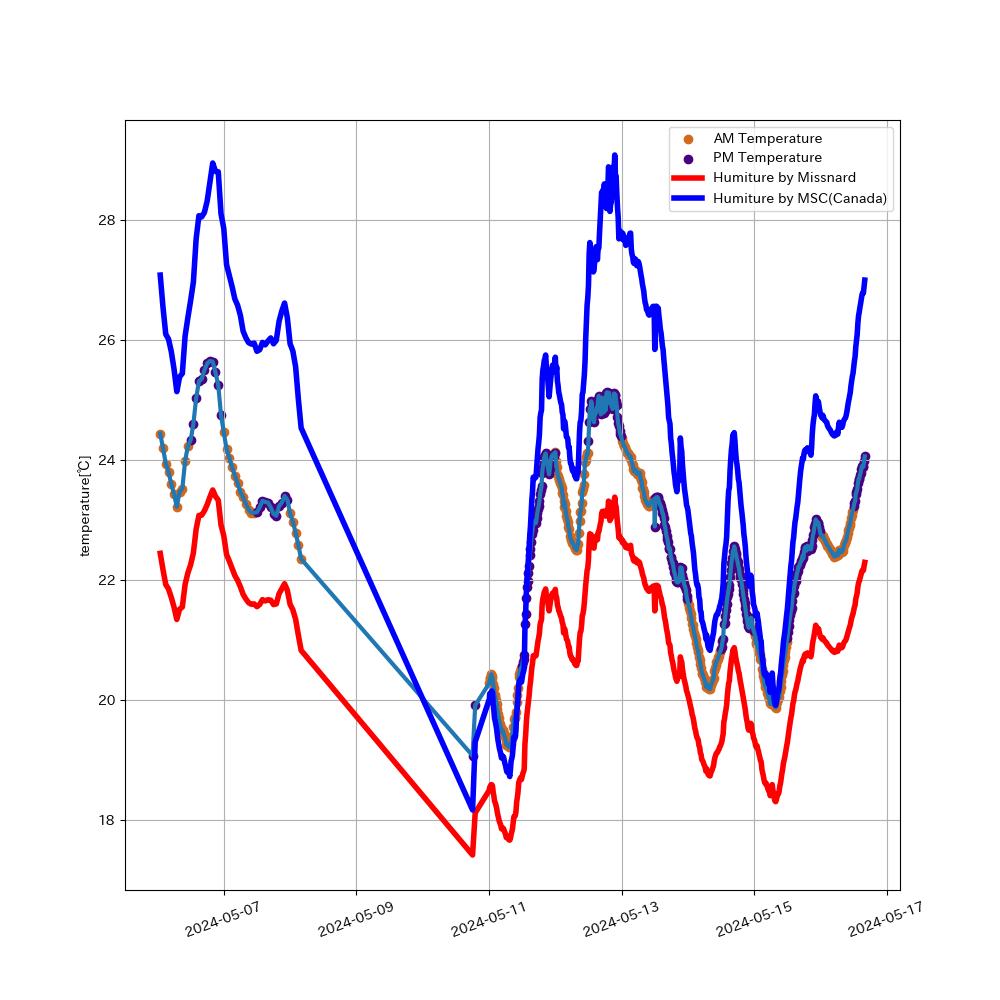 AM Temperature
PM Temperature
Humiture by Missnard
Humiture by MSC(Canada)
temperature[℃]
28
26
24
22
20
18
2024-05-07
2024-05-09
2024-05-11
2024-05-13
2024-05-15
2024-05-17